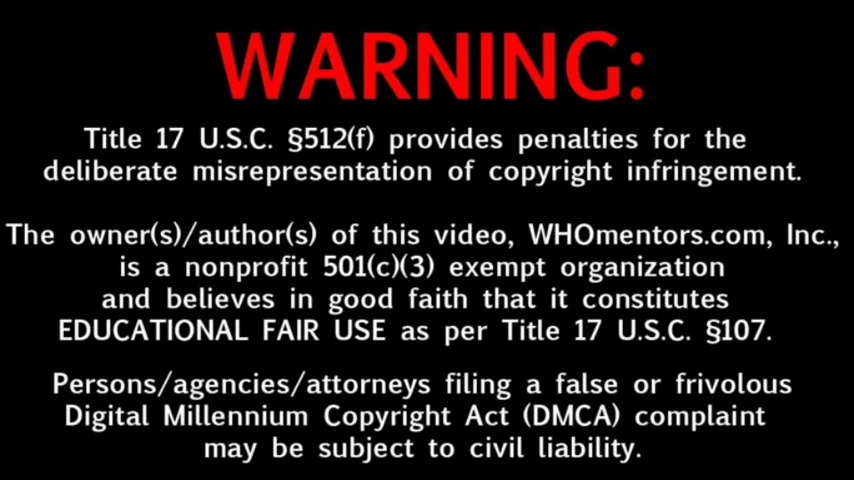 WARNING:
Title 17 U.S.C. §512(f) provides penalties for the
deliberate misrepresentation of copyright infringement.
The owner(s)/author(s) of this video, WHOmentors.com, Inc.,
is a nonprofit 501(c)(3) exempt organization
and believes in good faith that it constitutes
EDUCATIONAL FAIR USE as per Title 17 U.S.C. §107.
Persons/agencies/attorneys filing a false or frivolous
Digital Millennium Copyright Act (DMCA) complaint
may be subject to civil liability.